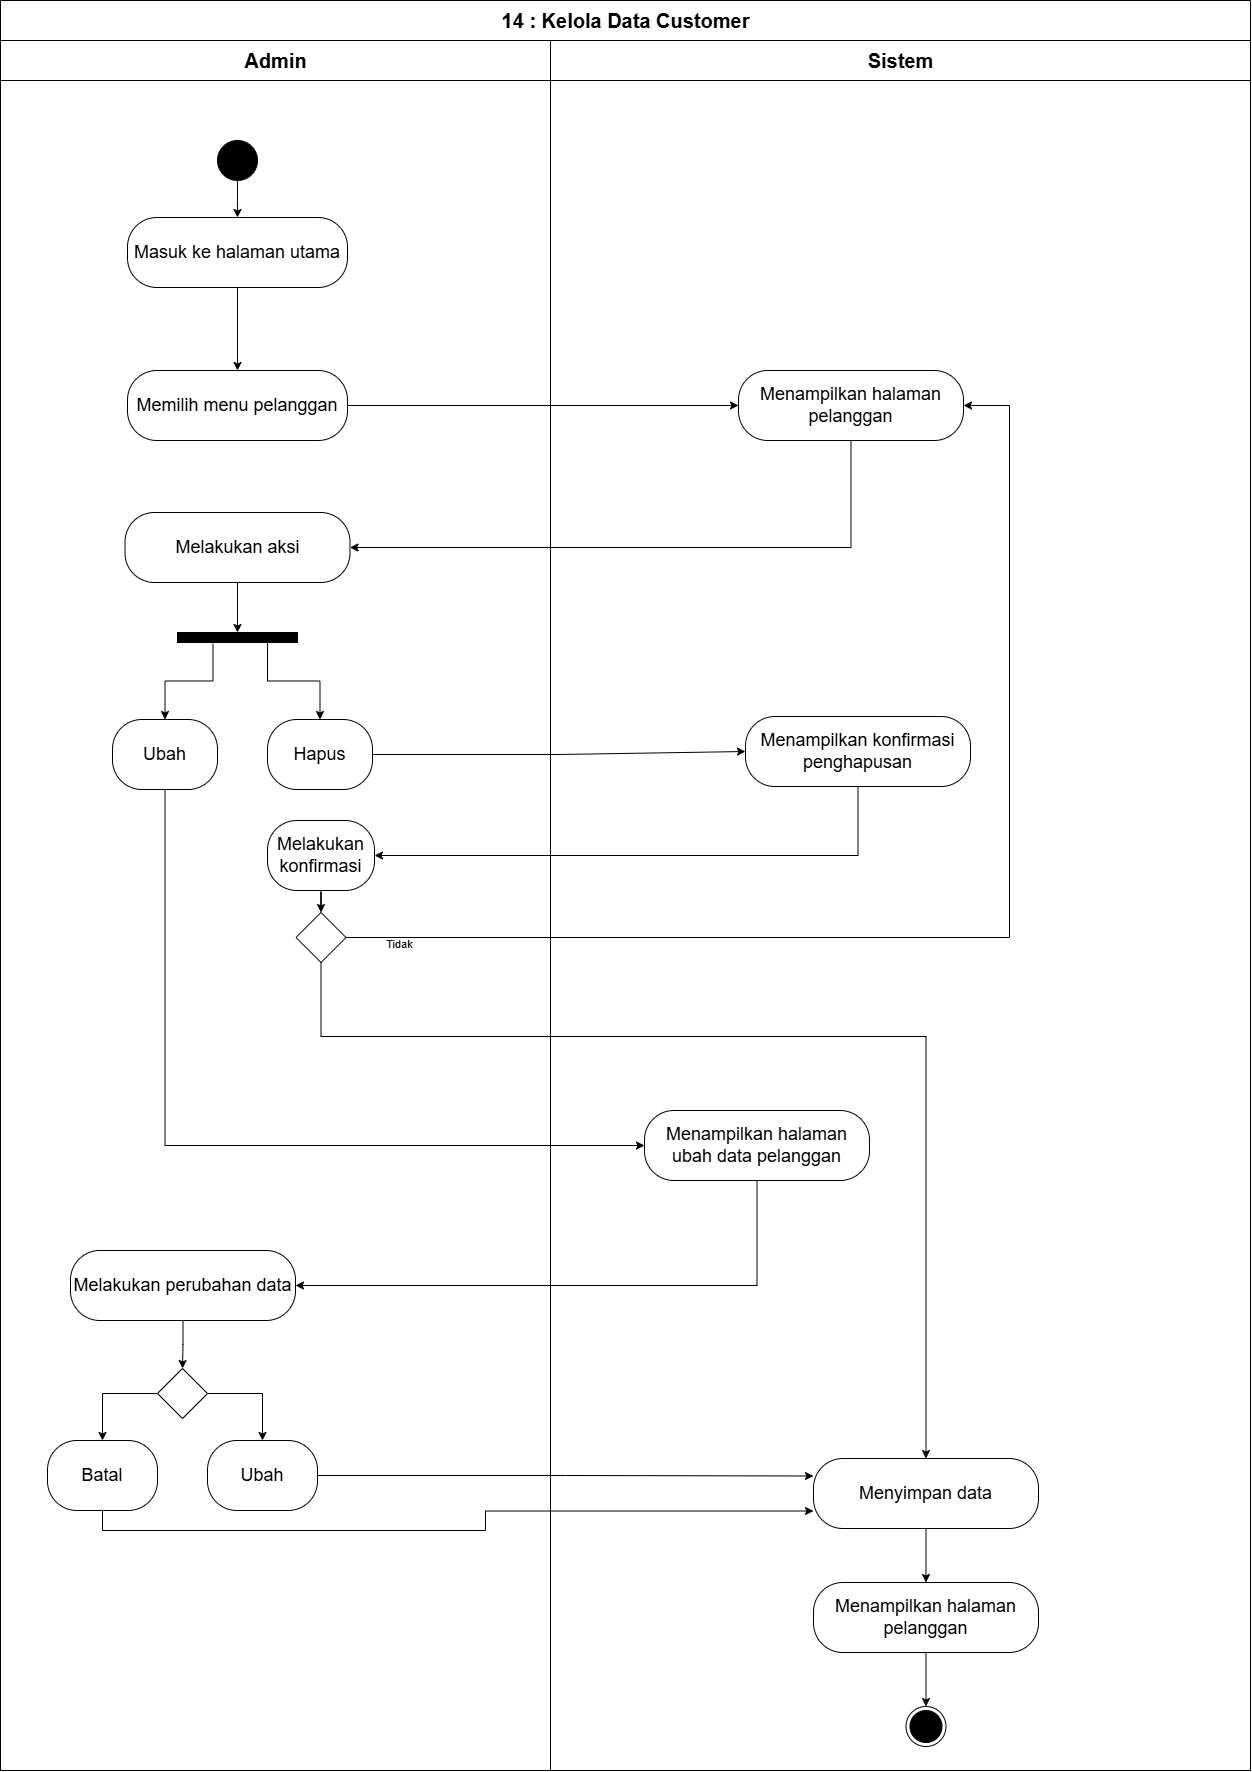 14 : Kelola Data Customer
Admin
Sistem
Masuk ke halaman utama
Memilih menu pelanggan
Menampilkan halaman
pelanggan
Melakukan aksi
Ubah
Hapus
Menampilkan konfirmasi
penghapusan
Melakukan
konfirmasi
Tidak
Menampilkan halaman
ubah data pelanggan
Melakukan perubahan data
Batal
Ubah
Menyimpan data
Menampilkan halaman
pelanggan